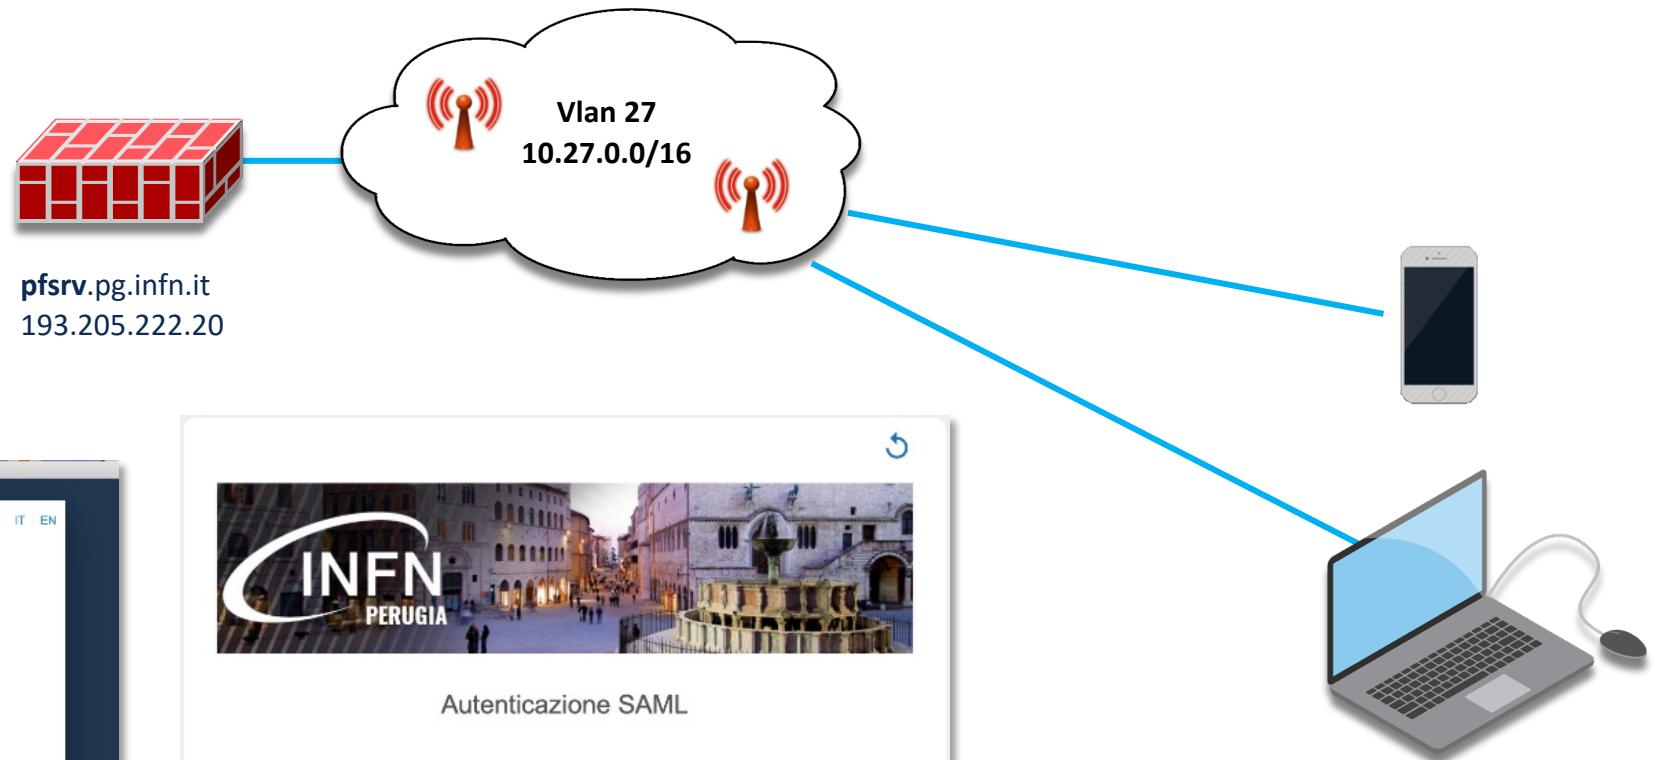 Vlan 27
10.27.0.0/16
pfsrv.pg.infn.it
193.205.222.20
IT | EN
INFN
PERUGIA
Autenticazione SAML